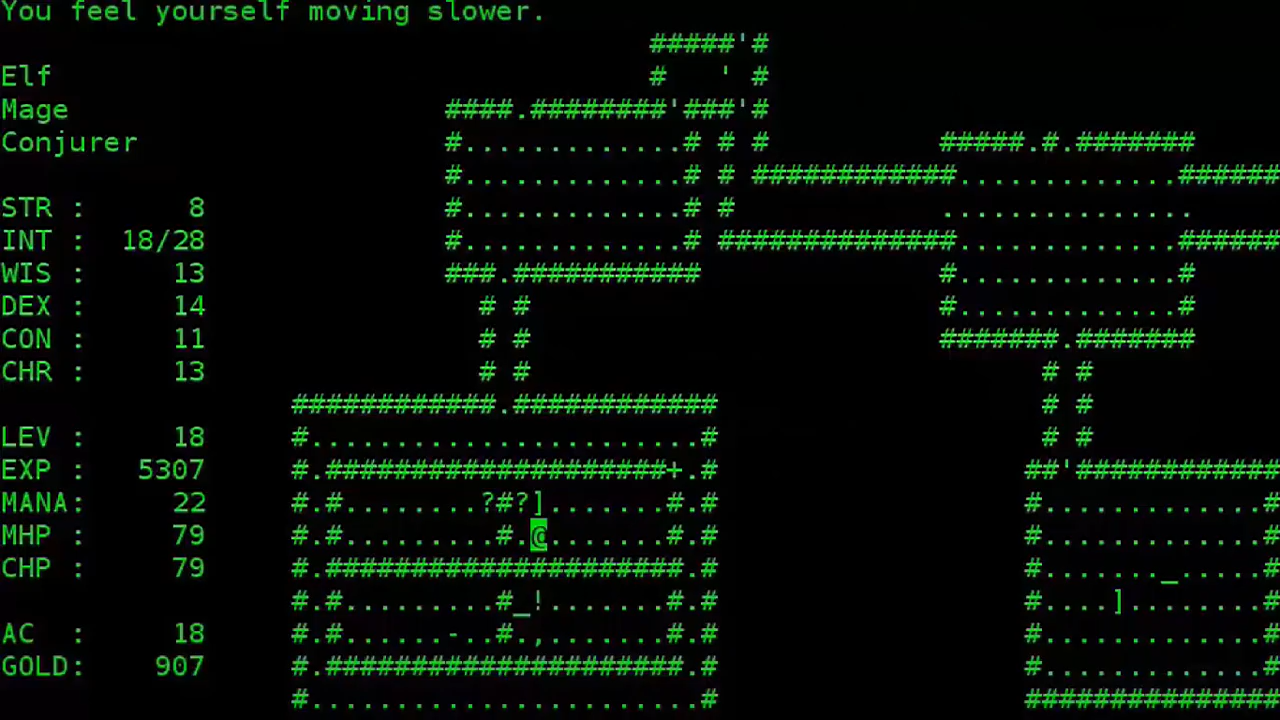 You feel yourself moving slower.
Elf
Mage
Conjurer
STR : 8
INT : 18/28
WIS : 13
DEX : 14
CON : 11
CHR : 13
LEV : 18
EXP : 5307
MANA: 22
MHP : 79
CHP : 79
AC : 18
GOLD: 907